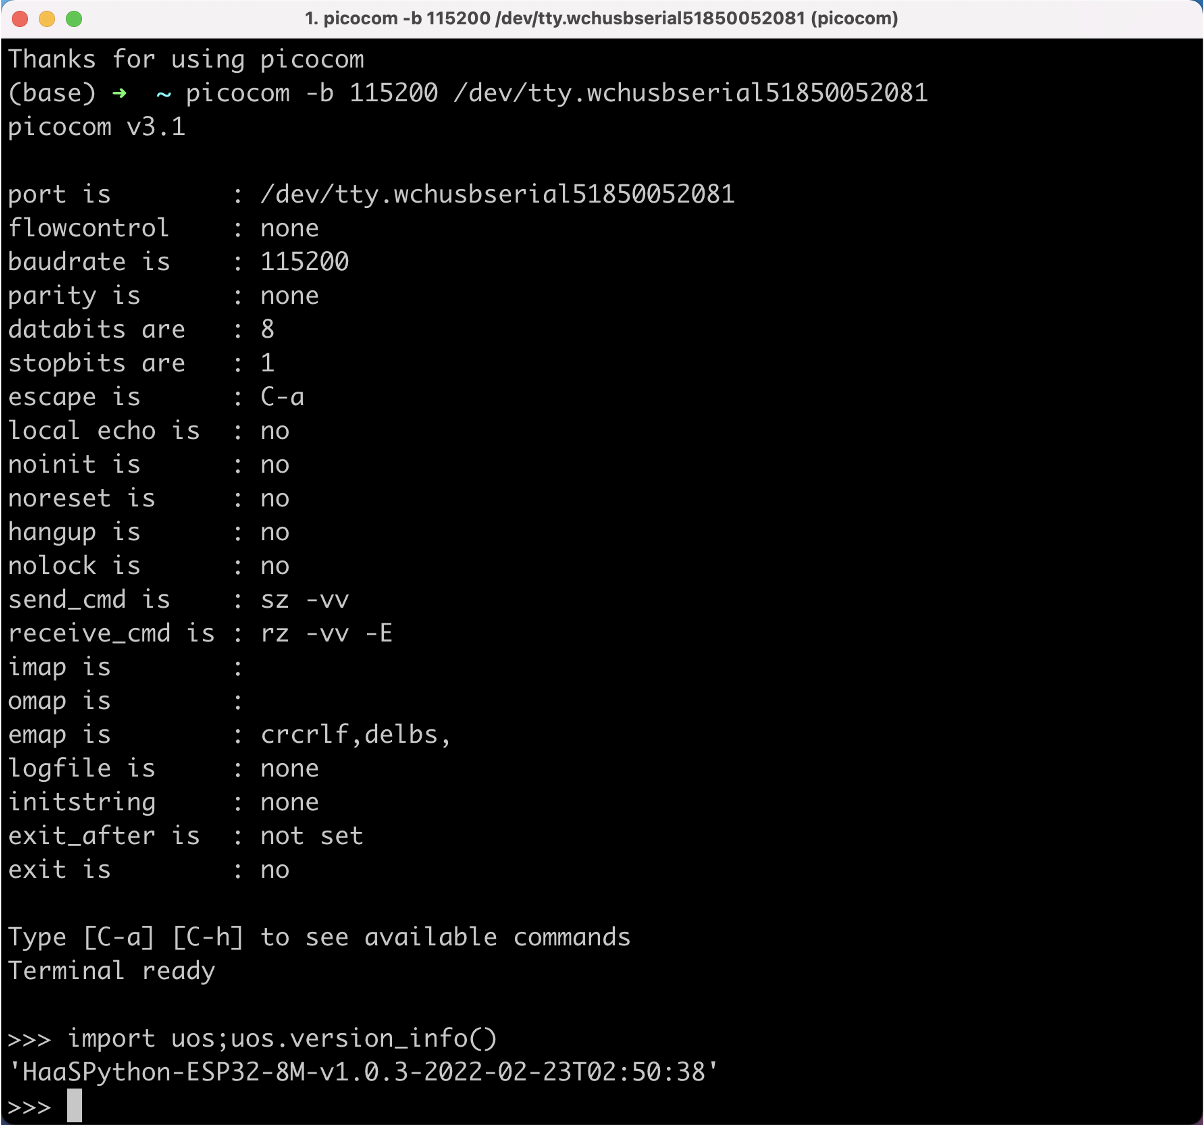 1. picocom -b 115200 /dev/tty.wchusbserial51850052081 (picocom)
Thanks for using picocom
(base) ➜  ~ picocom -b 115200 /dev/tty.wchusbserial51850052081
picocom v3.1

port is        : /dev/tty.wchusbserial51850052081
flowcontrol    : none
baudrate is    : 115200
parity is      : none
databits are   : 8
stopbits are   : 1
escape is      : C-a
local echo is  : no
noinit is      : no
noreset is     : no
hangup is      : no
nolock is      : no
send_cmd is    : sz -vv
receive_cmd is : rz -vv -E
imap is        :
omap is        :
emap is        : crcrlf,delbs,
logfile is     : none
initstring     : none
exit_after is  : not set
exit is        : no

Type [C-a] [C-h] to see available commands
Terminal ready

>>> import uos;uos.version_info()
'HaaSPython-ESP32-8M-v1.0.3-2022-02-23T02:50:38'
>>>